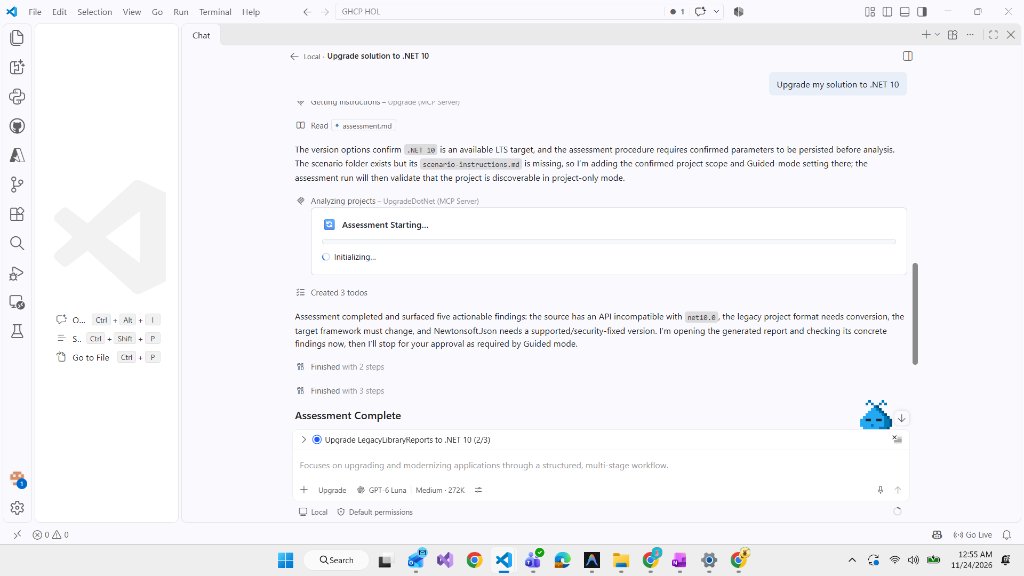 File Edit Selection View Go Run Terminal Help
GHCP HOL
1
Chat
Local · Upgrade solution to .NET 10
Upgrade my solution to .NET 10
Getting instructions – Upgrade (MCP Server)
Read assessment.md
The version options confirm .NET 10 is an available LTS target, and the assessment procedure requires confirmed parameters to be persisted before analysis.
The scenario folder exists but its scenario-instructions.md is missing, so I'm adding the confirmed project scope and Guided mode setting there; the
assessment run will then validate that the project is discoverable in project-only mode.
Analyzing projects – UpgradeDotNet (MCP Server)
Assessment Starting...
Initializing...
Created 3 todos
Assessment completed and surfaced five actionable findings: the source has an API incompatible with net10.0, the legacy project format needs conversion, the
target framework must change, and Newtonsoft.Json needs a supported/security-fixed version. I'm opening the generated report and checking its concrete
findings now, then I'll stop for your approval as required by Guided mode.
Finished with 2 steps
Finished with 3 steps
Assessment Complete
Upgrade LegacyLibraryReports to .NET 10 (2/3)
Focuses on upgrading and modernizing applications through a structured, multi-stage workflow.
Upgrade GPT-6 Luna Medium · 272K
Local Default permissions
O... Ctrl + Alt + I
S.. Ctrl + Shift + P
Go to File Ctrl + P
1
0 0
Go Live
Search
12:55 AM
11/24/2026